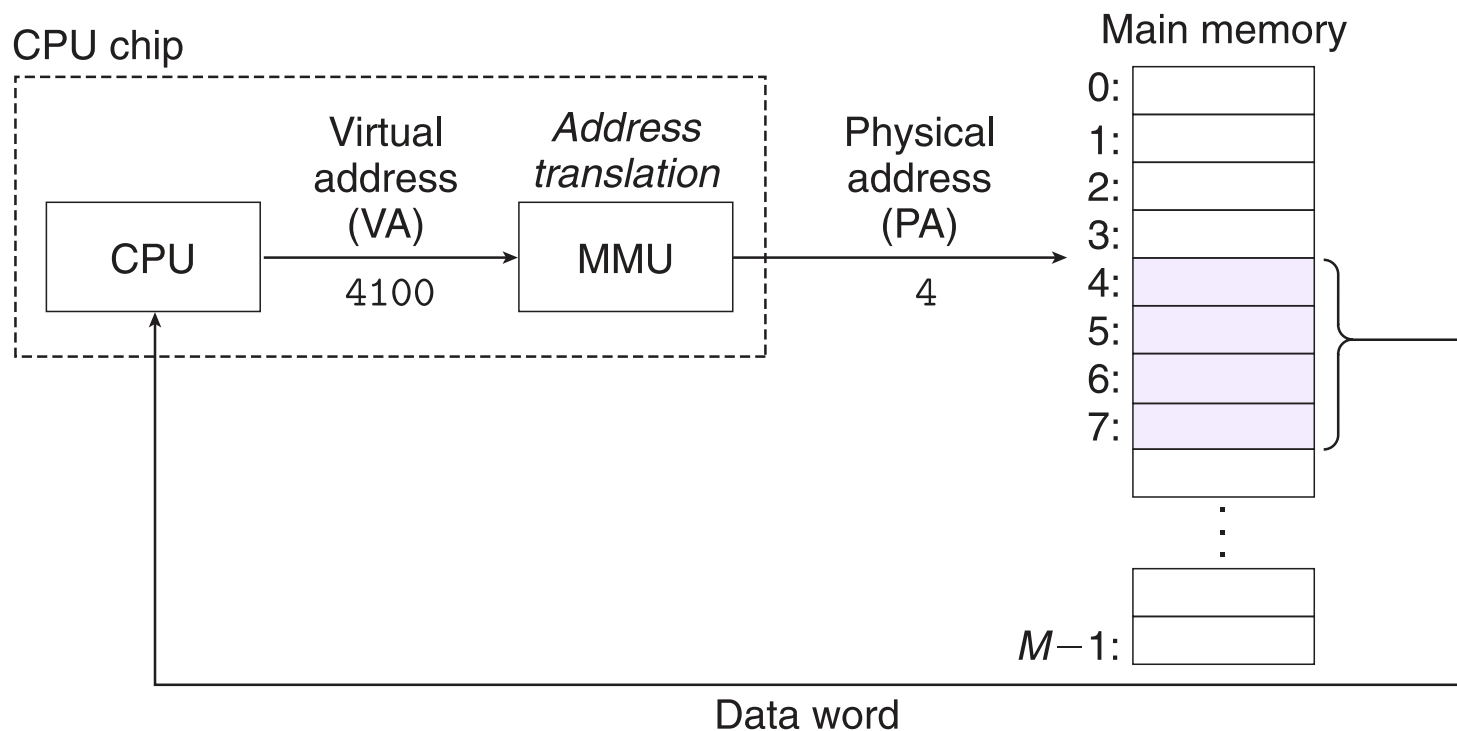 CPU chip
Main memory
Virtual
address
(VA)
Address
translation
Physical
address
(PA)
CPU
MMU
4100
4
0:
1:
2:
3:
4:
5:
6:
7:
M−1:
Data word